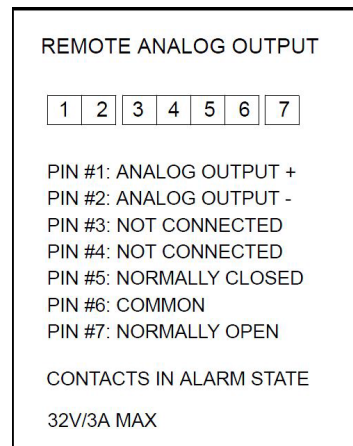 REMOTE ANALOG OUTPUT
1 2 3 4 5 6 7
PIN #1: ANALOG OUTPUT +
PIN #2: ANALOG OUTPUT -
PIN #3: NOT CONNECTED
PIN #4: NOT CONNECTED
PIN #5: NORMALLY CLOSED
PIN #6: COMMON
PIN #7: NORMALLY OPEN
CONTACTS IN ALARM STATE
32V/3A MAX